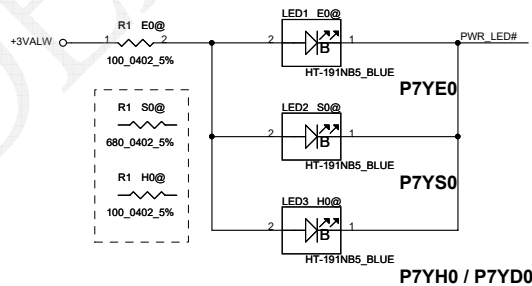 R1 E0@
LED1 E0@
+3VALW
1 2
2 1
PWR_LED#
B
100_0402_5%
HT-191NB5_BLUE
P7YE0
R1 S0@
LED2 S0@
680_0402_5%
2 1
B
HT-191NB5_BLUE
P7YS0
R1 H0@
LED3 H0@
100_0402_5%
2 1
B
HT-191NB5_BLUE
P7YH0 / P7YD0